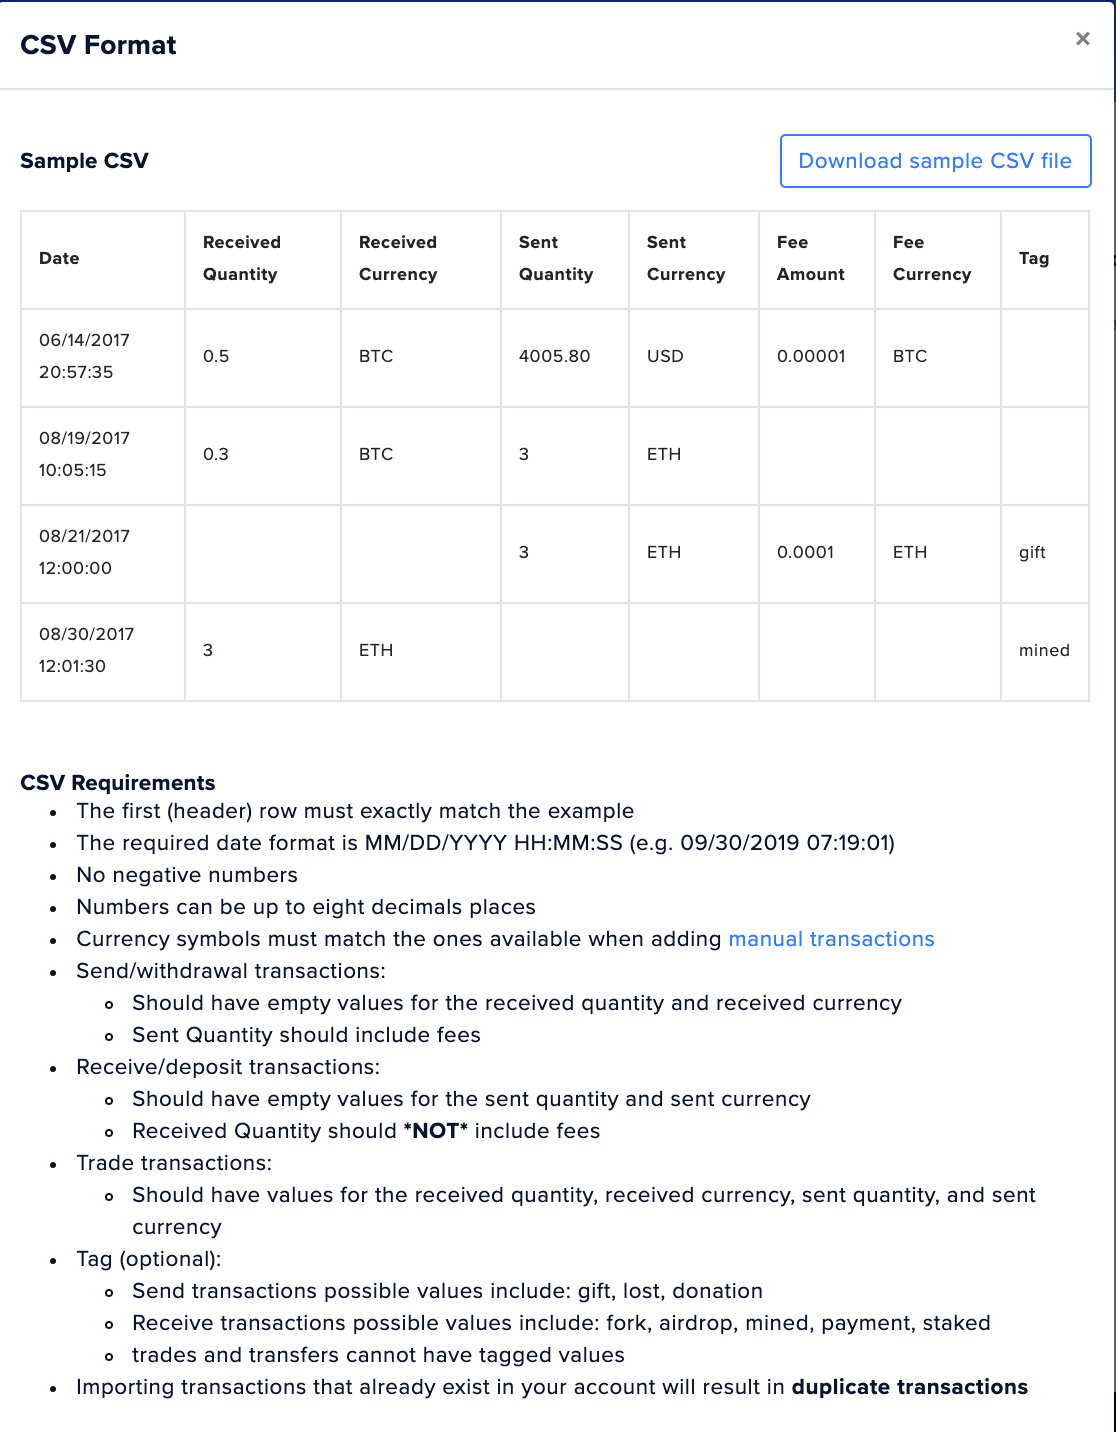 CSV Format
×
Sample CSV
Download sample CSV file
Date
Received Quantity
Received Currency
Sent Quantity
Sent Currency
Fee Amount
Fee Currency
Tag
06/14/2017 20:57:35
0.5
BTC
4005.80
USD
0.00001
BTC
08/19/2017 10:05:15
0.3
BTC
3
ETH
08/21/2017 12:00:00
3
ETH
0.0001
ETH
gift
08/30/2017 12:01:30
3
ETH
mined
CSV Requirements
• The first (header) row must exactly match the example
• The required date format is MM/DD/YYYY HH:MM:SS (e.g. 09/30/2019 07:19:01)
• No negative numbers
• Numbers can be up to eight decimals places
• Currency symbols must match the ones available when adding manual transactions
• Send/withdrawal transactions:
Should have empty values for the received quantity and received currency
Sent Quantity should include fees
• Receive/deposit transactions:
Should have empty values for the sent quantity and sent currency
Received Quantity should *NOT* include fees
• Trade transactions:
Should have values for the received quantity, received currency, sent quantity, and sent
currency
• Tag (optional):
Send transactions possible values include: gift, lost, donation
Receive transactions possible values include: fork, airdrop, mined, payment, staked
trades and transfers cannot have tagged values
• Importing transactions that already exist in your account will result in duplicate transactions